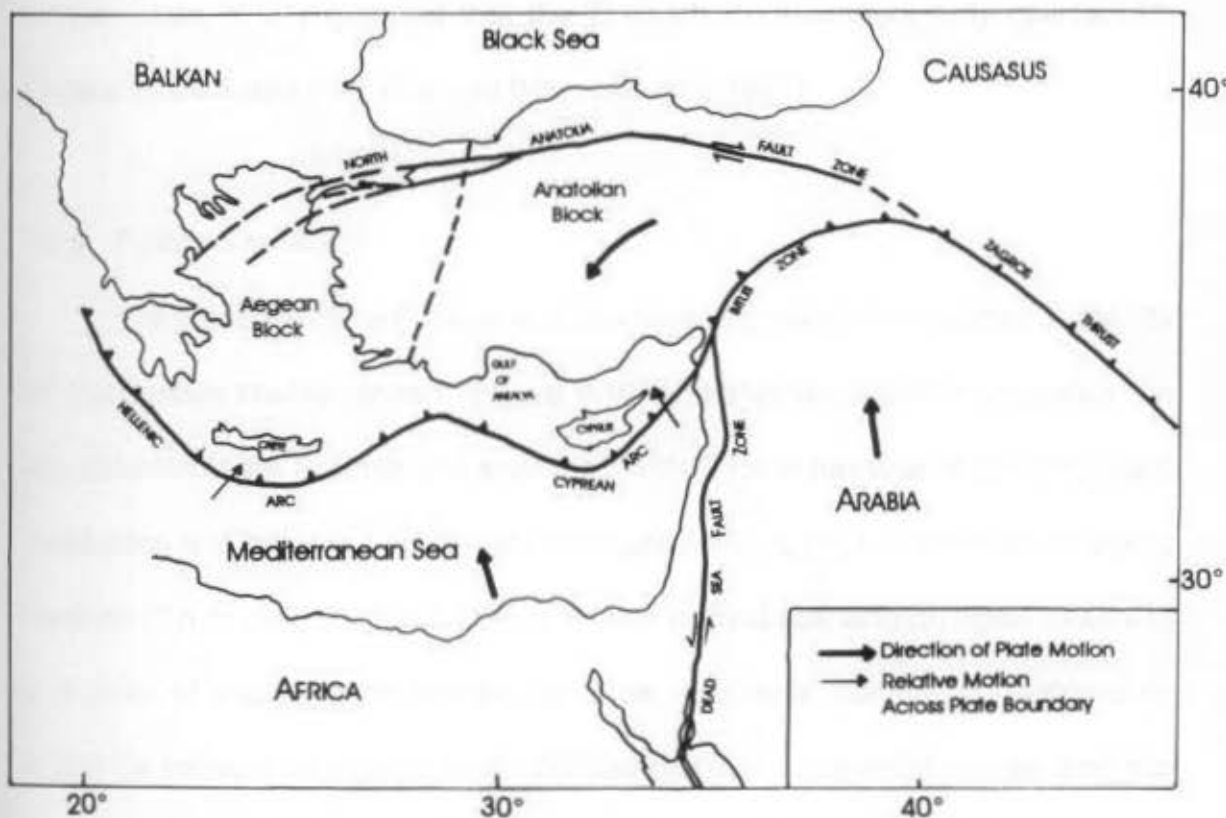 Black Sea
BALKAN
CAUSASUS
40°
NORTH ANATOLIA FAULT ZONE
Anatolian
Block
Aegean
Block
GULF
OF
ANTALYA
BITLIS ZONE
ZAGROS THRUST
HELLENIC ARC
CRETE
CYPRUS
CYPREAN ARC
Mediterranean Sea
ARABIA
30°
AFRICA
DEAD SEA FAULT ZONE
Direction of Plate Motion
Relative Motion
Across Plate Boundary
20°
30°
40°